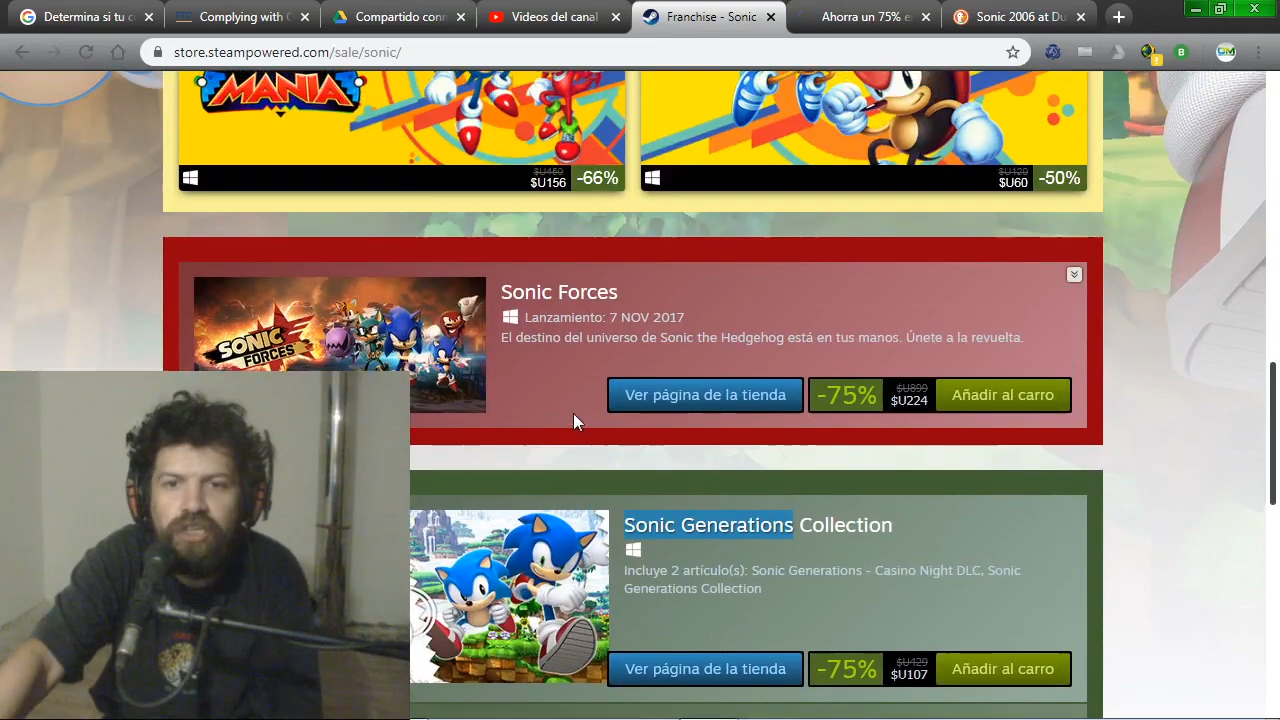 Determina si tu c
Complying with C
Compartido conn
Videos del canal
Franchise - Sonic
Ahorra un 75% e
Sonic 2006 at Du
store.steampowered.com/sale/sonic/
MANIA
$U450
$U156
-66%
$U120
$U60
-50%
SONIC
FORCES
Sonic Forces
Lanzamiento: 7 NOV 2017
El destino del universo de Sonic the Hedgehog está en tus manos. Únete a la revuelta.
Ver página de la tienda
-75%
$U899
$U224
Añadir al carro
Sonic Generations Collection
Incluye 2 artículo(s): Sonic Generations - Casino Night DLC, Sonic
Generations Collection
Ver página de la tienda
-75%
$U429
$U107
Añadir al carro